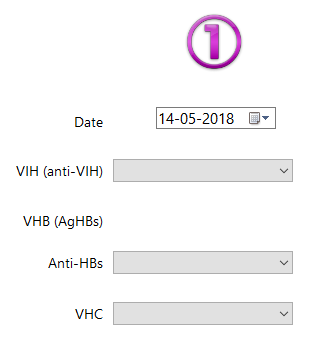 1
Date 14-05-2018
VIH (anti-VIH)
VHB (AgHBs)
Anti-HBs
VHC